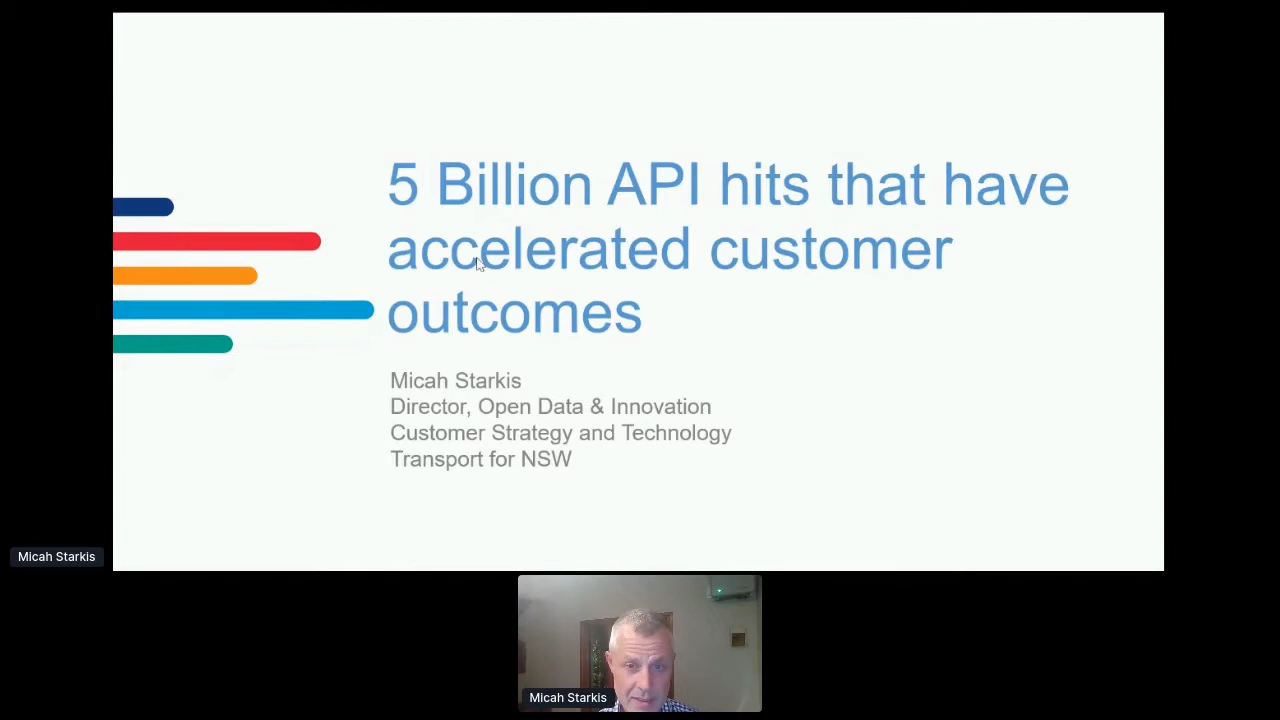 5 Billion API hits that have
accelerated customer
outcomes
Micah Starkis
Director, Open Data & Innovation
Customer Strategy and Technology
Transport for NSW
Micah Starkis
Micah Starkis